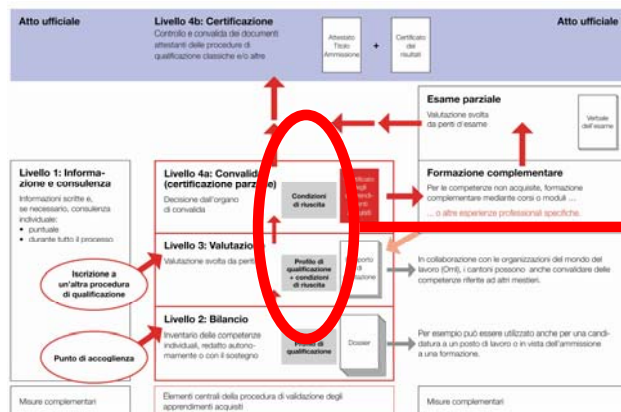 Atto ufficiale
Livello 4b: Certificazione
Controllo e convalida dei documenti
attestanti delle procedure di
qualificazione classiche e/o altre
Attestato
Titolo
Ammissione
+
Certificato
dei
risultati
Atto ufficiale
Esame parziale
Valutazione svolta
da periti d'esame
Verbale
dell'esame
Livello 1: Informa-
zione e consulenza
Informazioni scritte e,
se necessario, consulenza
individuale:
• puntuale
• durante tutto il processo
Livello 4a: Convalida
(certificazione parziale)
Decisione dall'organo
di convalida
Condizioni
di riuscita
Formazione complementare
Per le competenze non acquisite, formazione
complementare mediante corsi o moduli ...
... o altre esperienze professionali specifiche.
Livello 3: Valutazione
Valutazione svolta da periti
Profilo di
qualificazione
+ condizioni
di riuscita
In collaborazione con le organizzazioni del mondo del
lavoro (Oml), i cantoni possono anche convalidare delle
competenze riferite ad altri mestieri.
Iscrizione a
un'altra procedura
di qualificazione
Livello 2: Bilancio
Inventario delle competenze
individuali, redatto autono-
mamente o con il sostegno
Profilo di
qualificazione
Dossier
Per esempio può essere utilizzato anche per una candi-
datura a un posto di lavoro o in vista dell'ammissione
a una formazione.
Punto di accoglienza
Misure complementari
Elementi centrali della procedura di validazione degli
apprendimenti acquisiti
Misure complementari